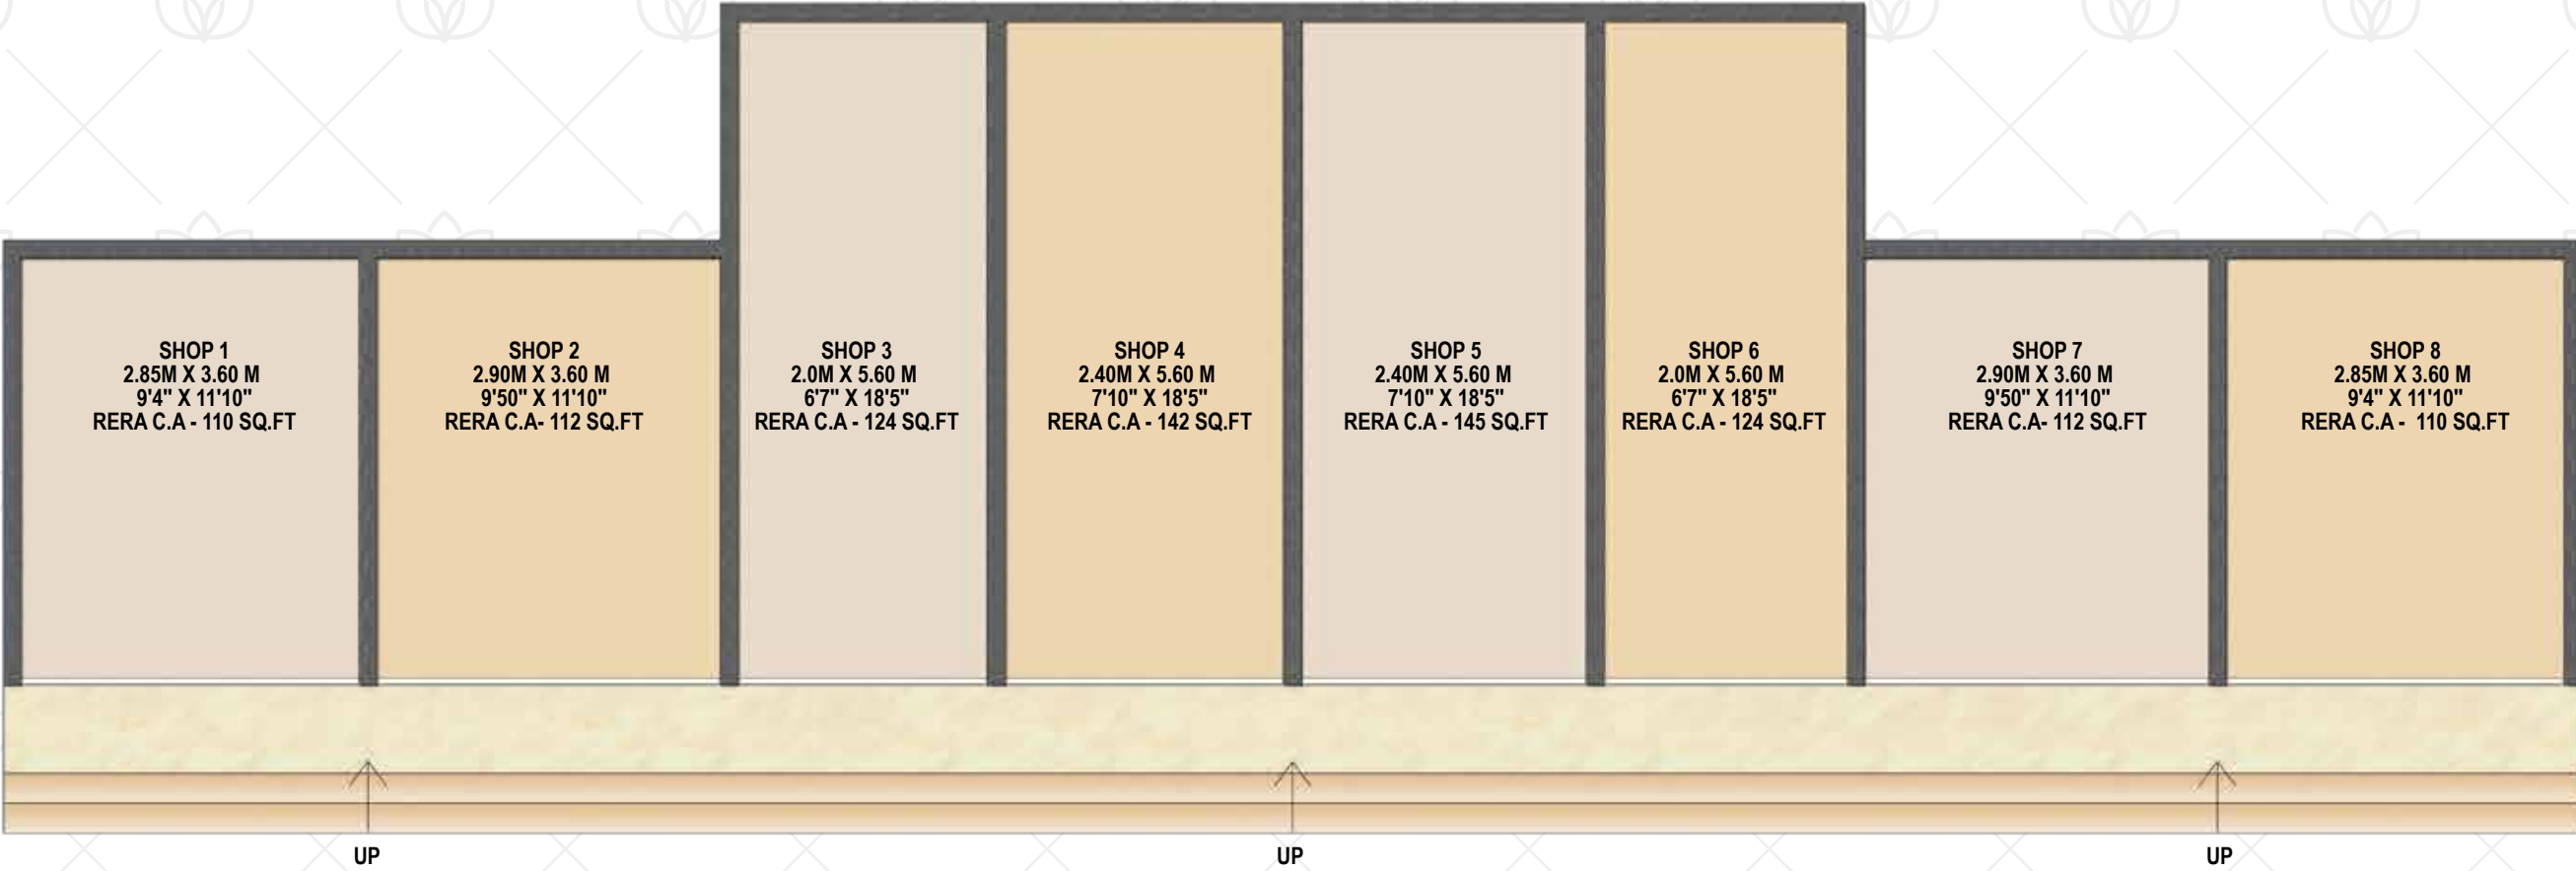 SHOP 1
2.85M X 3.60 M
9'4" X 11'10"
RERA C.A - 110 SQ.FT
SHOP 2
2.90M X 3.60 M
9'50" X 11'10"
RERA C.A- 112 SQ.FT
SHOP 3
2.0M X 5.60 M
6'7" X 18'5"
RERA C.A - 124 SQ.FT
SHOP 4
2.40M X 5.60 M
7'10" X 18'5"
RERA C.A - 142 SQ.FT
SHOP 5
2.40M X 5.60 M
7'10" X 18'5"
RERA C.A - 145 SQ.FT
SHOP 6
2.0M X 5.60 M
6'7" X 18'5"
RERA C.A - 124 SQ.FT
SHOP 7
2.90M X 3.60 M
9'50" X 11'10"
RERA C.A- 112 SQ.FT
SHOP 8
2.85M X 3.60 M
9'4" X 11'10"
RERA C.A -  110 SQ.FT
UP
UP
UP